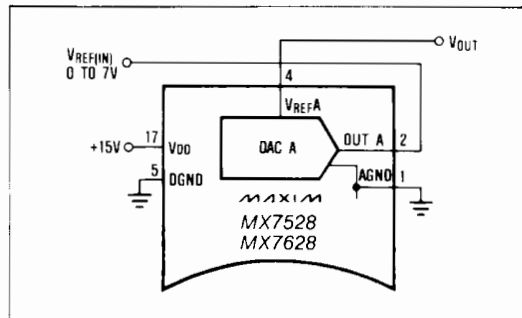 VREF(IN)
0 TO 7V
VOUT
4
VREFA
+15V
17
VDD
DAC A
OUT A
2
5
DGND
AGND
1
MAXIM
MX7528
MX7628